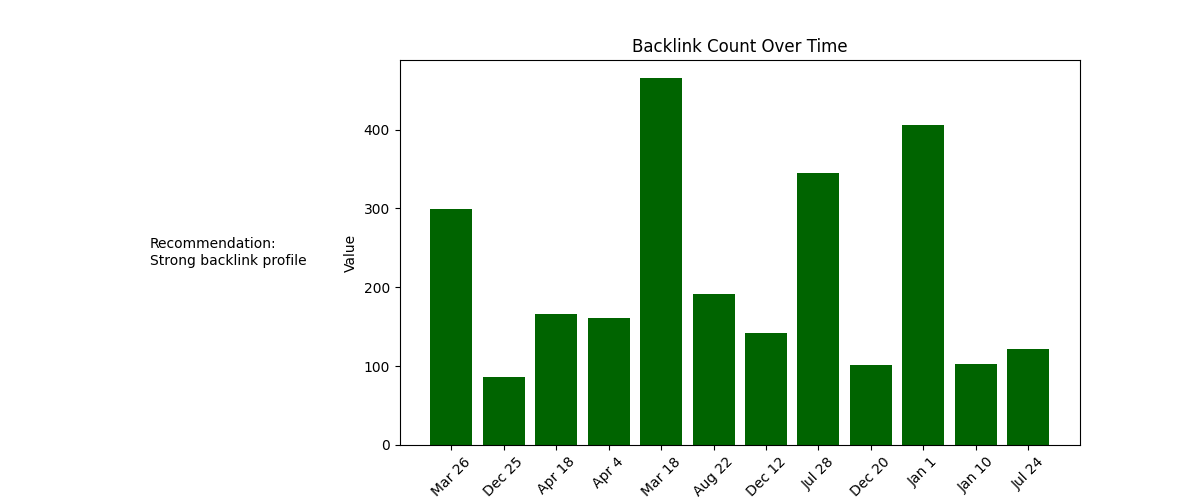 Backlink Count Over Time
Recommendation:
Strong backlink profile
Value
400
300
200
100
0
Mar 26
Dec 25
Apr 18
Apr 4
Mar 18
Aug 22
Dec 12
Jul 28
Dec 20
Jan 1
Jan 10
Jul 24